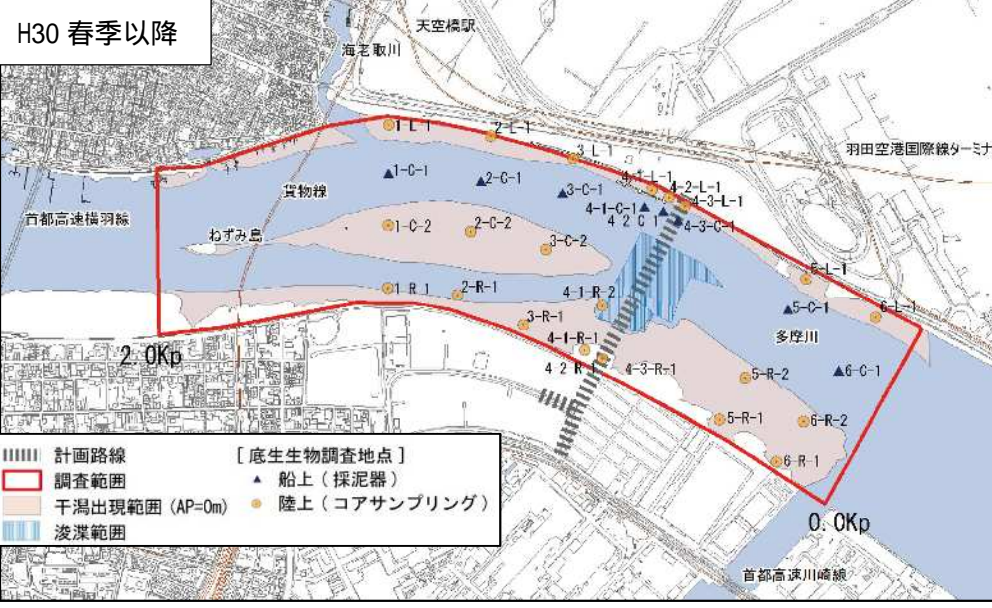 H30 春季以降
天空橋駅
海老取川
1-L-1
2-L-1
3 L 1
羽田空港国際線ターミナ
1-C-1
2-C-1
3-C-1
4-1-L-1
4-2-L-1
4-3-L-1
貨物線
4-1-C-1
4 2 C 1
4-3-C-1
首都高速横羽線
ねずみ島
1-C-2
2-C-2
3-C-2
5-L-1
1 R 1
2-R-1
4-1-R-2
5-C-1
6-L-1
3-R-1
多摩川
2.0Kp
4-1-R-1
4 2 R 1
4-3-R-1
5-R-2
6-C-1
5-R-1
6-R-2
6-R-1
計画路線
調査範囲
干潟出現範囲 (AP=0m)
浚渫範囲
[ 底生生物調査地点 ]
船上 ( 採泥器 )
陸上 ( コアサンプリング )
0.0Kp
首都高速川崎線